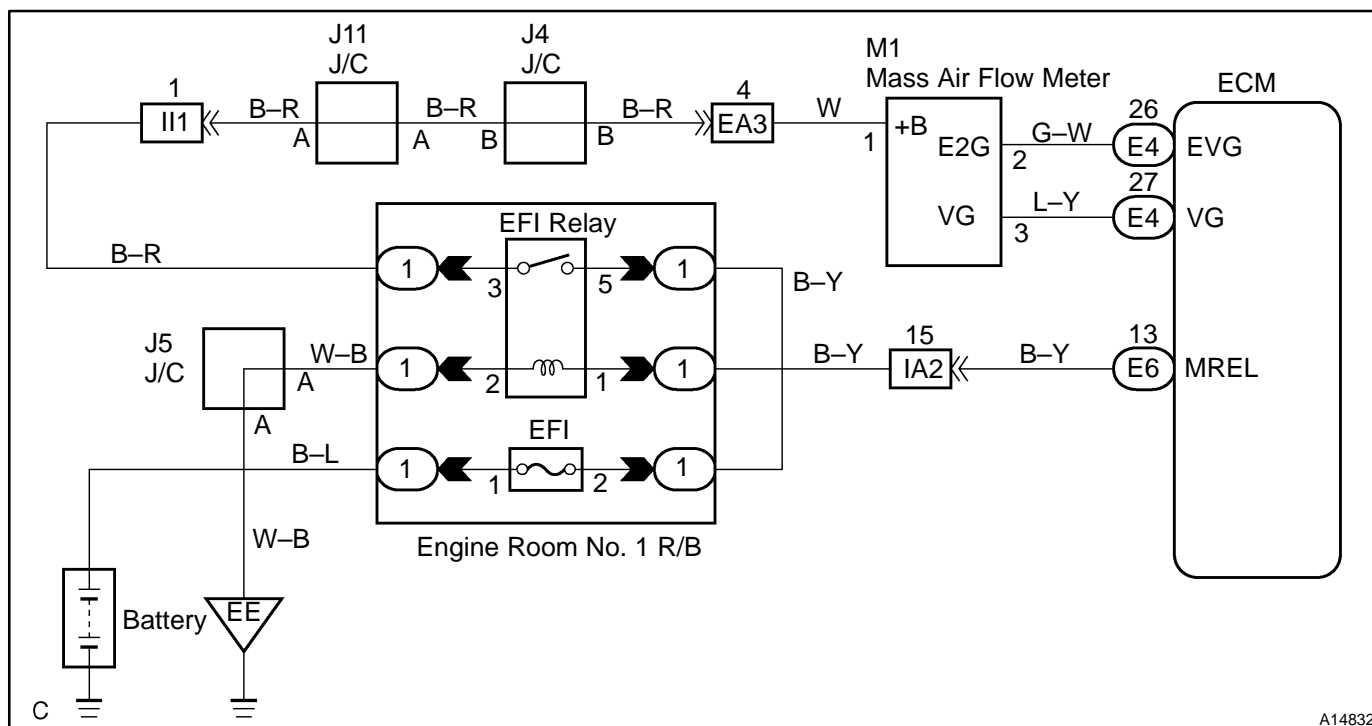 J11
J/C
J4
J/C
M1
Mass Air Flow Meter
ECM
1
II1
B–R
A
A
B–R
B
B
B–R
4
EA3
W
1
+B
E2G
2
G–W
26
E4
EVG
VG
3
L–Y
27
E4
VG
B–R
EFI Relay
1
3
5
1
B–Y
J5
J/C
A
A
W–B
1
2
1
1
B–Y
15
IA2
B–Y
13
E6
MREL
EFI
B–L
1
1
2
1
W–B
Engine Room No. 1 R/B
Battery
EE
C
A14832